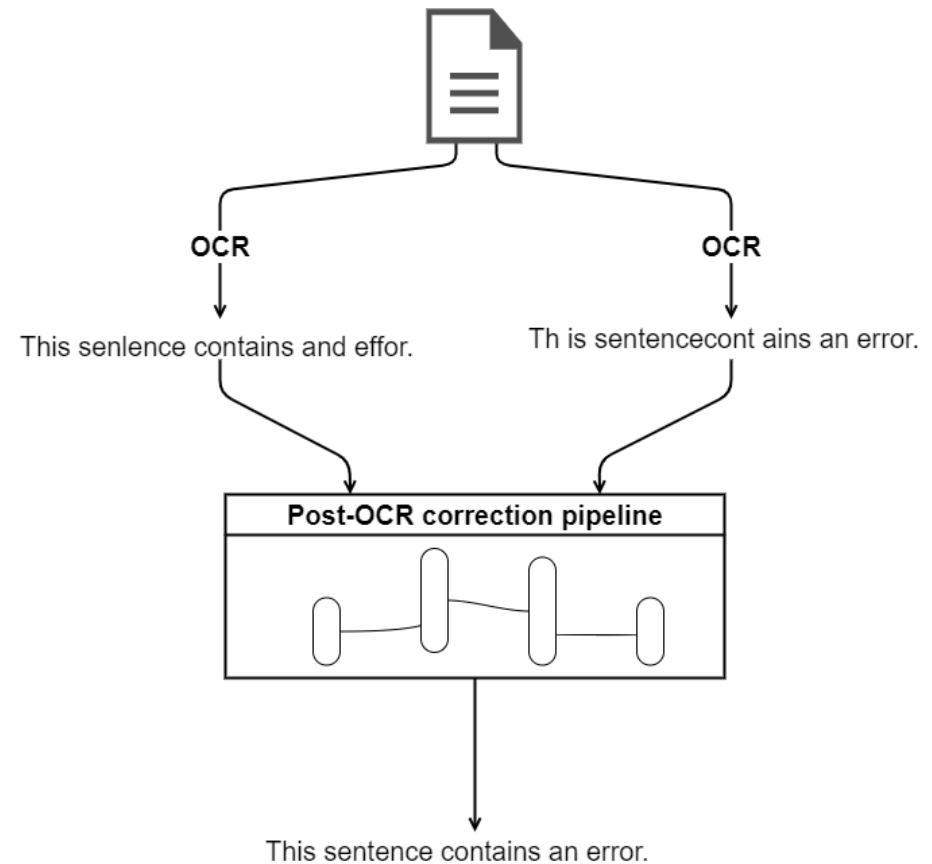 OCR
OCR
This senlence contains and effor.
Th is sentencecont ains an error.
Post-OCR correction pipeline
This sentence contains an error.